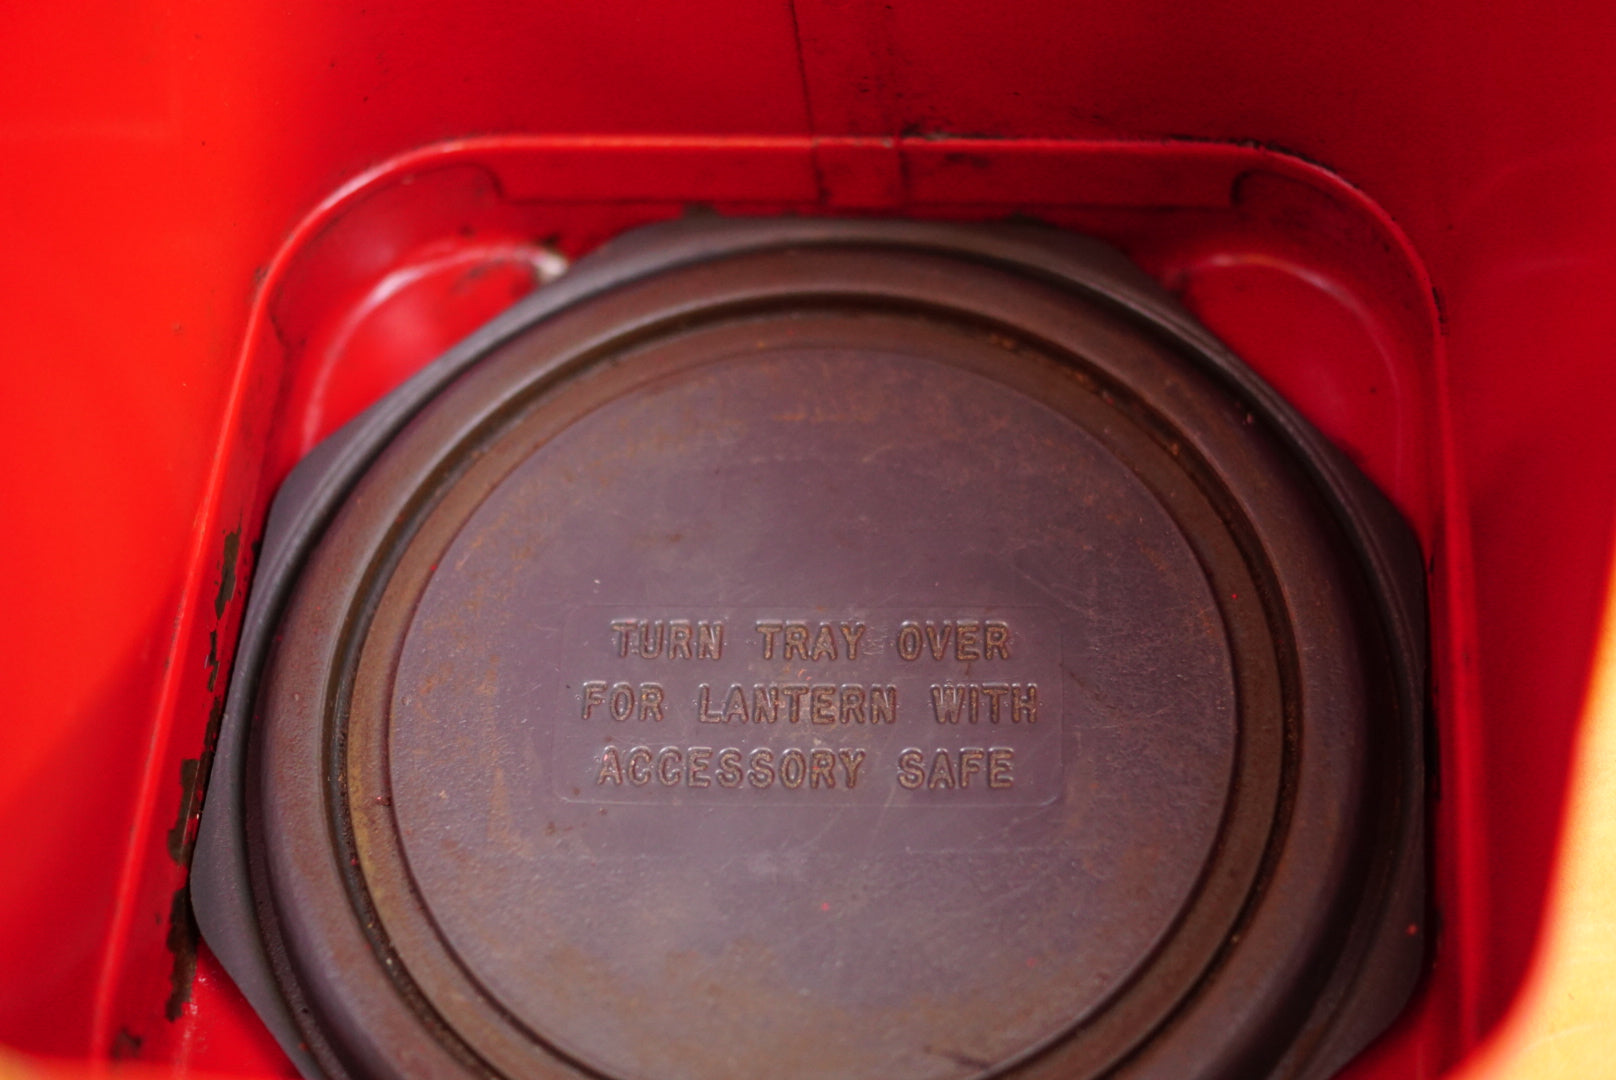 TURN TRAY OVER
FOR LANTERN WITH
ACCESSORY SAFE